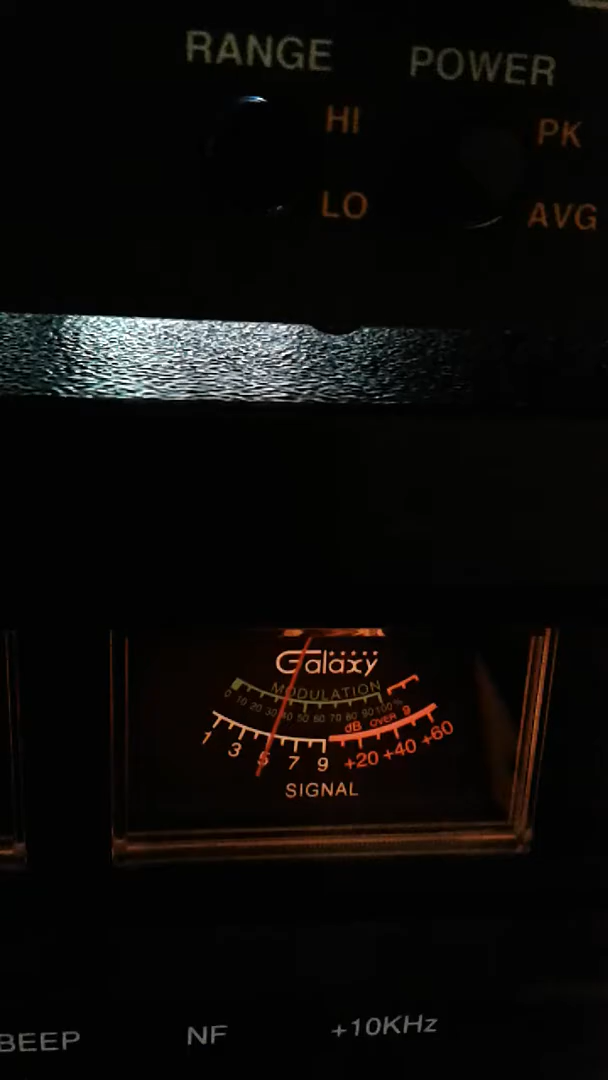 RANGE POWER
HI PK
LO AVG
Galaxy
MODULATION
0 10 20 30 40 50 60 70 80 90 100 %
dB OVER 9
1 3 5 7 9 +20 +40 +60
SIGNAL
BEEP NF +10KHz